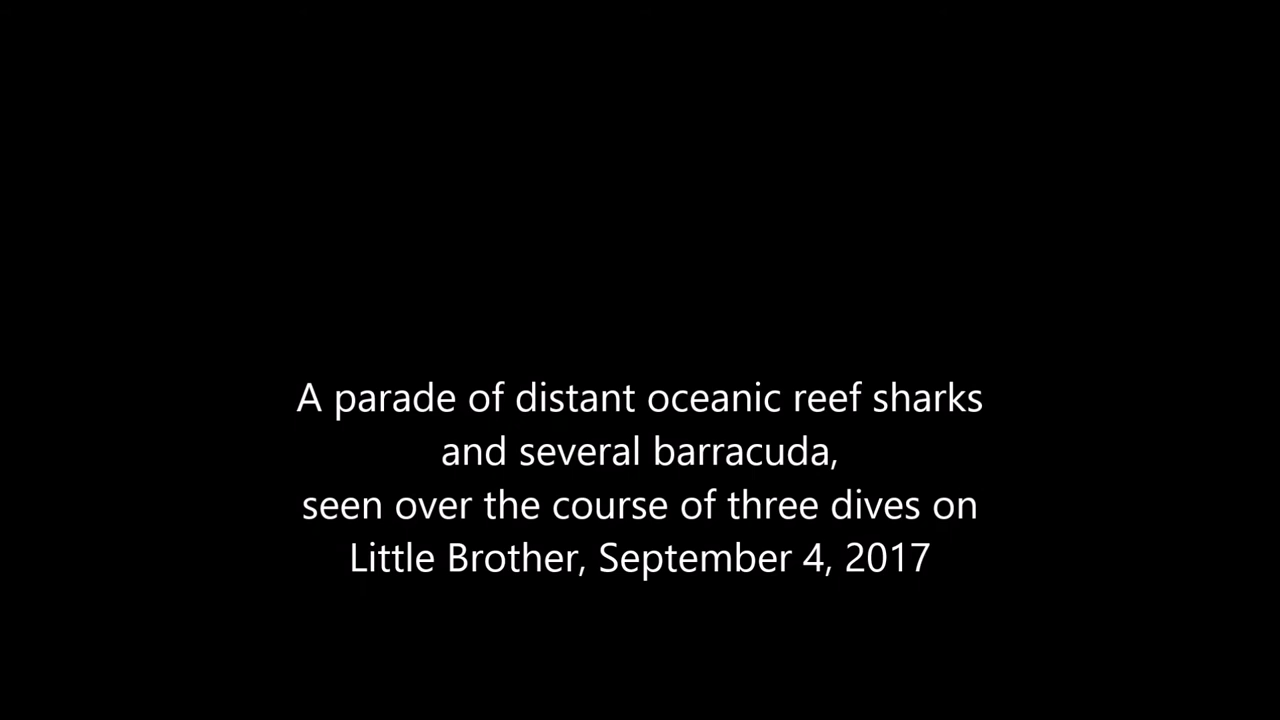 A parade of distant oceanic reef sharks
and several barracuda,
seen over the course of three dives on
Little Brother, September 4, 2017